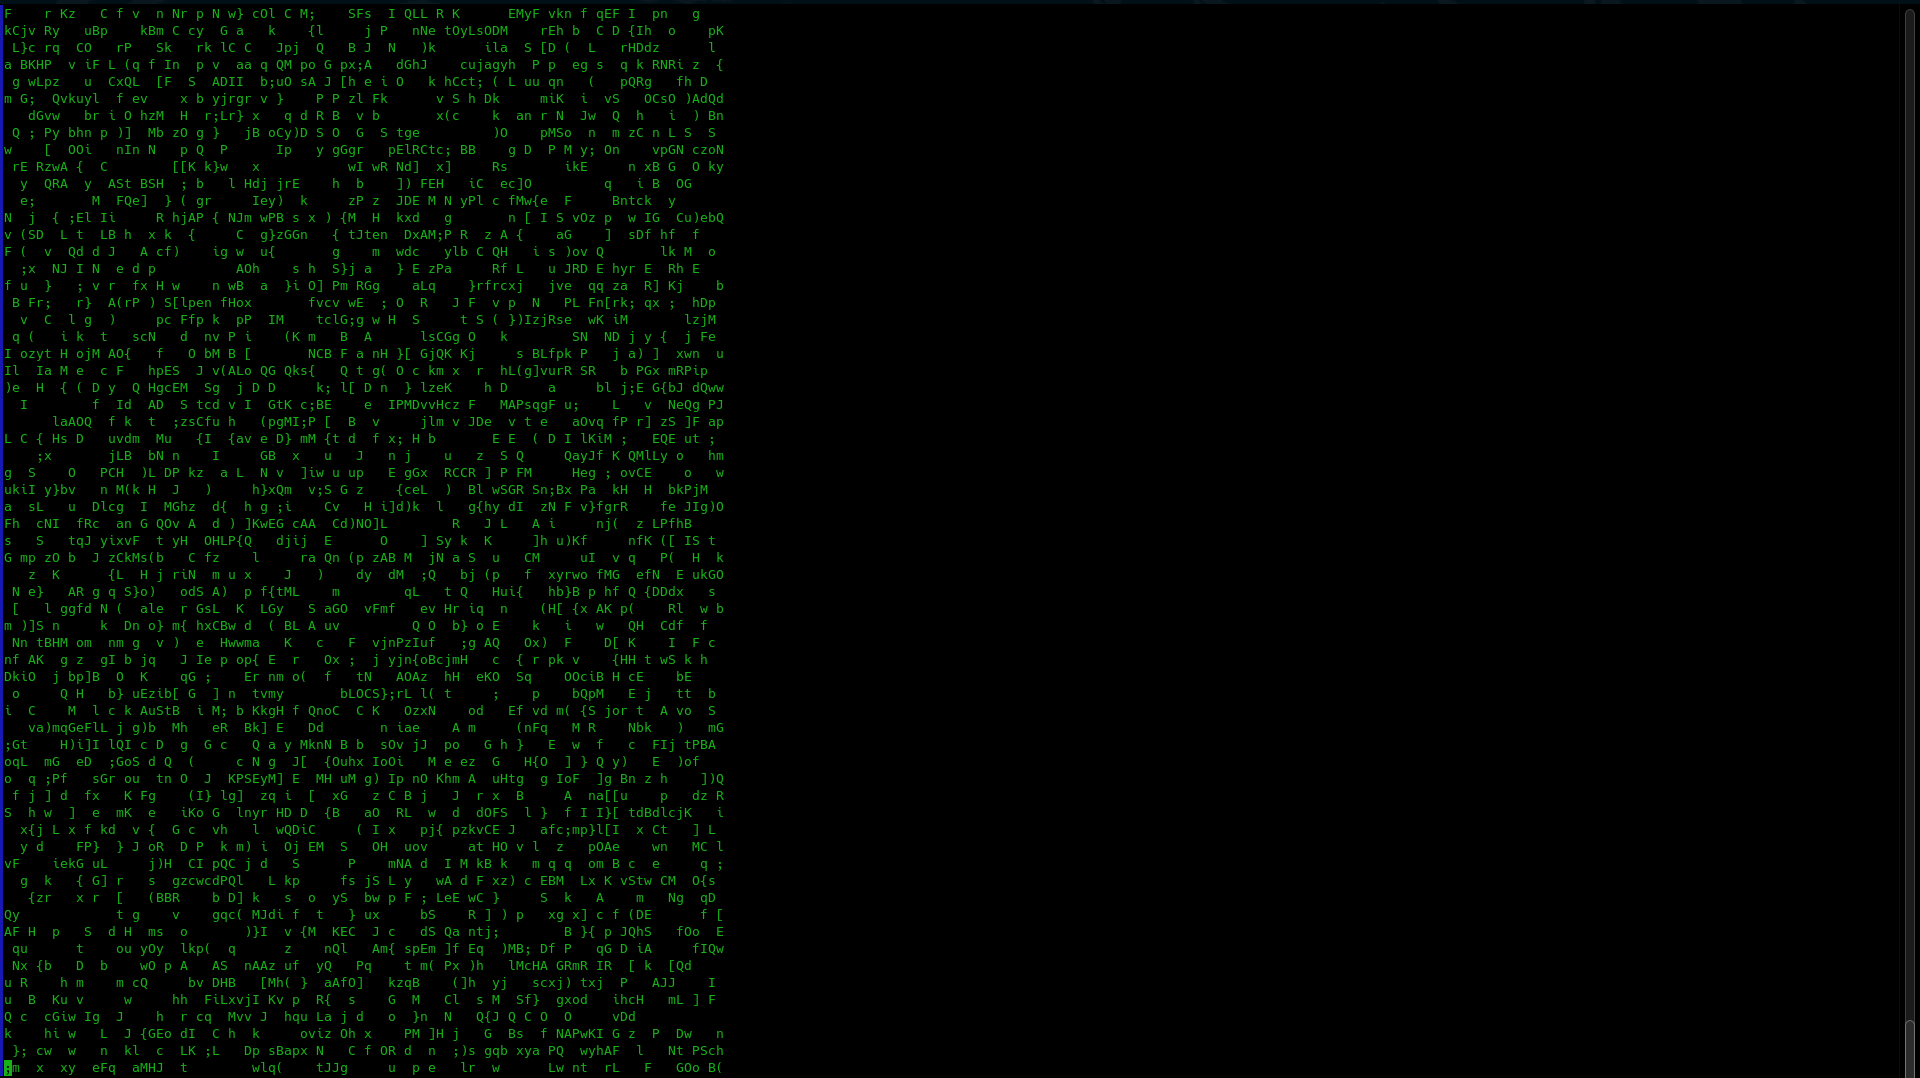 F    r Kz   C f v  n Nr p N w} cOl C M;    SFs  I QLL R K      EMyF vkn f qEF I  pn   g
kCjv Ry   uBp    kBm C cy  G a   k    {l     j P   nNe tOyLsODM    rEh b  C D {Ih  o    pK
 L}c rq  CO   rP   Sk   rk lC C   Jpj  Q   B J  N   )k      ila  S [D (  L   rHDdz      l
a BKHP  v iF L (q f In  p v  aa q QM po G px;A   dGhJ    cujagyh  P p  eg s  q k RNRi z  {
 g wLpz   u  CxQL  [F  S  ADII  b;uO sA J [h e i O   k hCct; ( L uu qn   (   pQRg   fh D
m G;  Qvkuyl  f ev    x b yjrgr v }    P P zl Fk      v S h Dk     miK  i  vS   OCsO )AdQd
   dGvw   br i O hzM  H  r;Lr} x   q d R B  v b       x(c    k  an r N  Jw  Q  h   i  ) Bn
 Q ; Py bhn p )]  Mb zO g }   jB oCy)D S O  G  S tge         )O    pMSo  n  m zC n L S  S
w    [  OOi   nIn N   p Q  P      Ip   y gGgr   pElRCtc; BB    g D  P M y; On    vpGN czoN
 rE RzwA {  C        [[K k}w   x           wI wR Nd]  x]     Rs       ikE     n xB G  O ky
  y  QRA  y  ASt BSH  ; b   l Hdj jrE    h  b    ]) FEH   iC  ec]O         q   i B  OG
  e;       M  FQe]  } ( gr     Iey)  k     zP z  JDE M N yPl c fMw{e  F     Bntck  y
N  j  { ;El Ii     R hjAP { NJm wPB s x ) {M  H  kxd   g       n [ I S vOz p  w IG  Cu)ebQ
v (SD  L t  LB h  x k  {     C  g}zGGn   { tJten  DxAM;P R  z A {    aG    ]  sDf hf  f
F (  v  Qd d J   A cf)    ig w  u{       g    m  wdc   ylb C QH   i s )ov Q       lk M  o
  ;x  NJ I N  e d p          AOh    s h  S}j a   } E zPa     Rf L   u JRD E hyr E  Rh E
f u  }   ; v r  fx H w    n wB  a  }i O] Pm RGg    aLq    }rfrcxj   jve  qq za  R] Kj    b
 B Fr;   r}  A(rP ) S[lpen fHox       fvcv wE  ; O  R   J F  v p  N   PL Fn[rk; qx ;  hDp
  v  C  l g  )     pc Ffp k  pP  IM    tclG;g w H  S     t S ( })IzjRse  wK iM       lzjM
 q (   i k  t   scN   d  nv P i    (K m   B  A      lsCGg O   k        SN  ND j y {  j Fe
I ozyt H ojM AO{   f   O bM B [       NCB F a nH }[ GjQK Kj     s BLfpk P   j a) ]  xwn  u
Il  Ia M e  c F   hpES  J v(ALo QG Qks{   Q t g( O c km x  r  hL(g]vurR SR   b PGx mRPip
)e  H  { ( D y  Q HgcEM  Sg  j D D     k; l[ D n  } lzeK    h D     a     bl j;E G{bJ dQww
  I        f  Id  AD  S tcd v I  GtK c;BE    e  IPMDvvHcz F   MAPsqgF u;    L   v  NeQg PJ
      laAOQ  f k  t  ;zsCfu h   (pgMI;P [  B  v     jlm v JDe  v t e   aOvq fP r] zS ]F ap
L C { Hs D   uvdm  Mu   {I  {av e D} mM {t d  f x; H b       E E  ( D I lKiM ;   EQE ut ;
    ;x       jLB  bN n    I     GB  x   u   J   n j    u   z  S Q     QayJf K QMlLy o   hm
g  S    O   PCH  )L DP kz  a L  N v  ]iw u up   E gGx  RCCR ] P FM     Heg ; ovCE    o   w
ukiI y}bv   n M(k H  J   )     h}xQm  v;S G z    {ceL  )  Bl wSGR Sn;Bx Pa  kH  H  bkPjM
a  sL   u  Dlcg  I  MGhz  d{  h g ;i    Cv   H i]d)k  l   g{hy dI  zN F v}fgrR    fe JIg)O
Fh  cNI  fRc  an G QOv A  d ) ]KwEG cAA  Cd)NO]L        R   J L   A i     nj(  z LPfhB
s   S   tqJ yixvF  t yH  OHLP{Q   djij  E      O    ] Sy k  K     ]h u)Kf     nfK ([ IS t
G mp zO b  J zCkMs(b   C fz    l     ra Qn (p zAB M  jN a S  u   CM     uI  v q   P(  H  k
   z  K      {L  H j riN  m u x    J   )    dy  dM  ;Q   bj (p   f  xyrwo fMG  efN  E ukGO
 N e}   AR g q S}o)   odS A)  p f{tML    m        qL   t Q   Hui{   hb}B p hf Q {DDdx   s
 [   l ggfd N (  ale  r GsL  K  LGy   S aGO  vFmf   ev Hr iq  n    (H[ {x AK p(    Rl  w b
m )]S n     k  Dn o} m{ hxCBw d  ( BL A uv         Q O  b} o E    k   i   w   QH  Cdf  f
 Nn tBHM om  nm g  v )  e  Hwwma   K   c   F  vjnPzIuf   ;g AQ   Ox)  F    D[ K    I  F c
nf AK  g z  gI b jq   J Ie p op{ E  r   Ox ;  j yjn{oBcjmH   c  { r pk v    {HH t wS k h
DkiO  j bp]B  O  K    qG ;    Er nm o(  f   tN   AOAz  hH  eKO  Sq    OOciB H cE    bE
  o     Q H   b} uEzib[ G  ] n  tvmy       bLOCS};rL l( t     ;    p    bQpM   E j   tt  b
i  C    M  l c k AuStB  i M; b KkgH f QnoC  C K   OzxN    od   Ef vd m( {S jor t  A vo  S
   va)mqGeFlL j g)b  Mh   eR  Bk] E   Dd       n iae    A m     (nFq   M R    Nbk   )   mG
;Gt    H)i]I lQI c D  g  G c   Q a y MknN B b  sOv jJ  po   G h }   E  w  f   c  FIj tPBA
oqL  mG  eD  ;GoS d Q  (     c N g  J[  {Ouhx IoOi   M e ez  G   H{O  ] } Q y)   E  )of
o  q ;Pf   sGr ou  tn O  J  KPSEyM] E  MH uM g) Ip nO Khm A  uHtg  g IoF  ]g Bn z h    ])Q
 f j ] d  fx   K Fg    (I} lg]  zq i  [  xG   z C B j   J  r x  B     A  na[[u    p   dz R
S  h w  ]  e  mK  e   iKo G  lnyr HD D  {B   aO  RL  w  d  dOFS  l }  f I I}[ tdBdlcjK   i
  x{j L x f kd  v {  G c  vh   l  wQDiC     ( I x   pj{ pzkvCE J   afc;mp}l[I  x Ct   ] L
  y d    FP}  } J oR  D P  k m) i  Oj EM  S   OH  uov     at HO v l  z   pOAe    wn   MC l
vF    iekG uL     j)H  CI pQC j d   S      P    mNA d  I M kB k   m q q  om B c  e     q ;
  g  k   { G] r   s  gzcwcdPQl   L kp     fs jS L y   wA d F xz) c EBM  Lx K vStw CM  O{s
   {zr   x r  [   (BBR    b D] k   s  o  yS  bw p F ; LeE wC }     S  k   A    m   Ng  qD
Qy            t g    v    gqc( MJdi f  t   } ux     bS    R ] ) p   xg x] c f (DE      f [
AF H  p   S  d H  ms  o       )}I  v {M  KEC  J c   dS Qa ntj;        B }{ p JQhS   fOo  E
 qu      t    ou yOy  lkp(  q      z    nQl   Am{ spEm ]f Eq  )MB; Df P   qG D iA     fIQw
 Nx {b   D  b    wO p A   AS  nAAz uf  yQ   Pq    t m( Px )h   lMcHA GRmR IR  [ k  [Qd
u R    h m    m cQ     bv DHB   [Mh( }  aAfO]   kzqB    (]h  yj   scxj) txj  P   AJJ    I
u  B  Ku v     w     hh  FiLxvjI Kv p  R{  s    G  M   Cl  s M  Sf}  gxod   ihcH   mL ] F
Q c  cGiw Ig  J    h  r cq  Mvv J  hqu La j d   o  }n  N   Q{J Q C O  O     vDd
k    hi w   L  J {GEo dI  C h  k     oviz Oh x    PM ]H j   G  Bs  f NAPwKI G z  P  Dw   n
 }; cw  w   n  kl  c  LK ;L   Dp sBapx N   C f OR d  n  ;)s gqb xya PQ  wyhAF  l   Nt PSch
;m  x  xy  eFq  aMHJ  t        wlq(    tJJg     u  p e   lr  w      Lw nt  rL   F   GOo B(